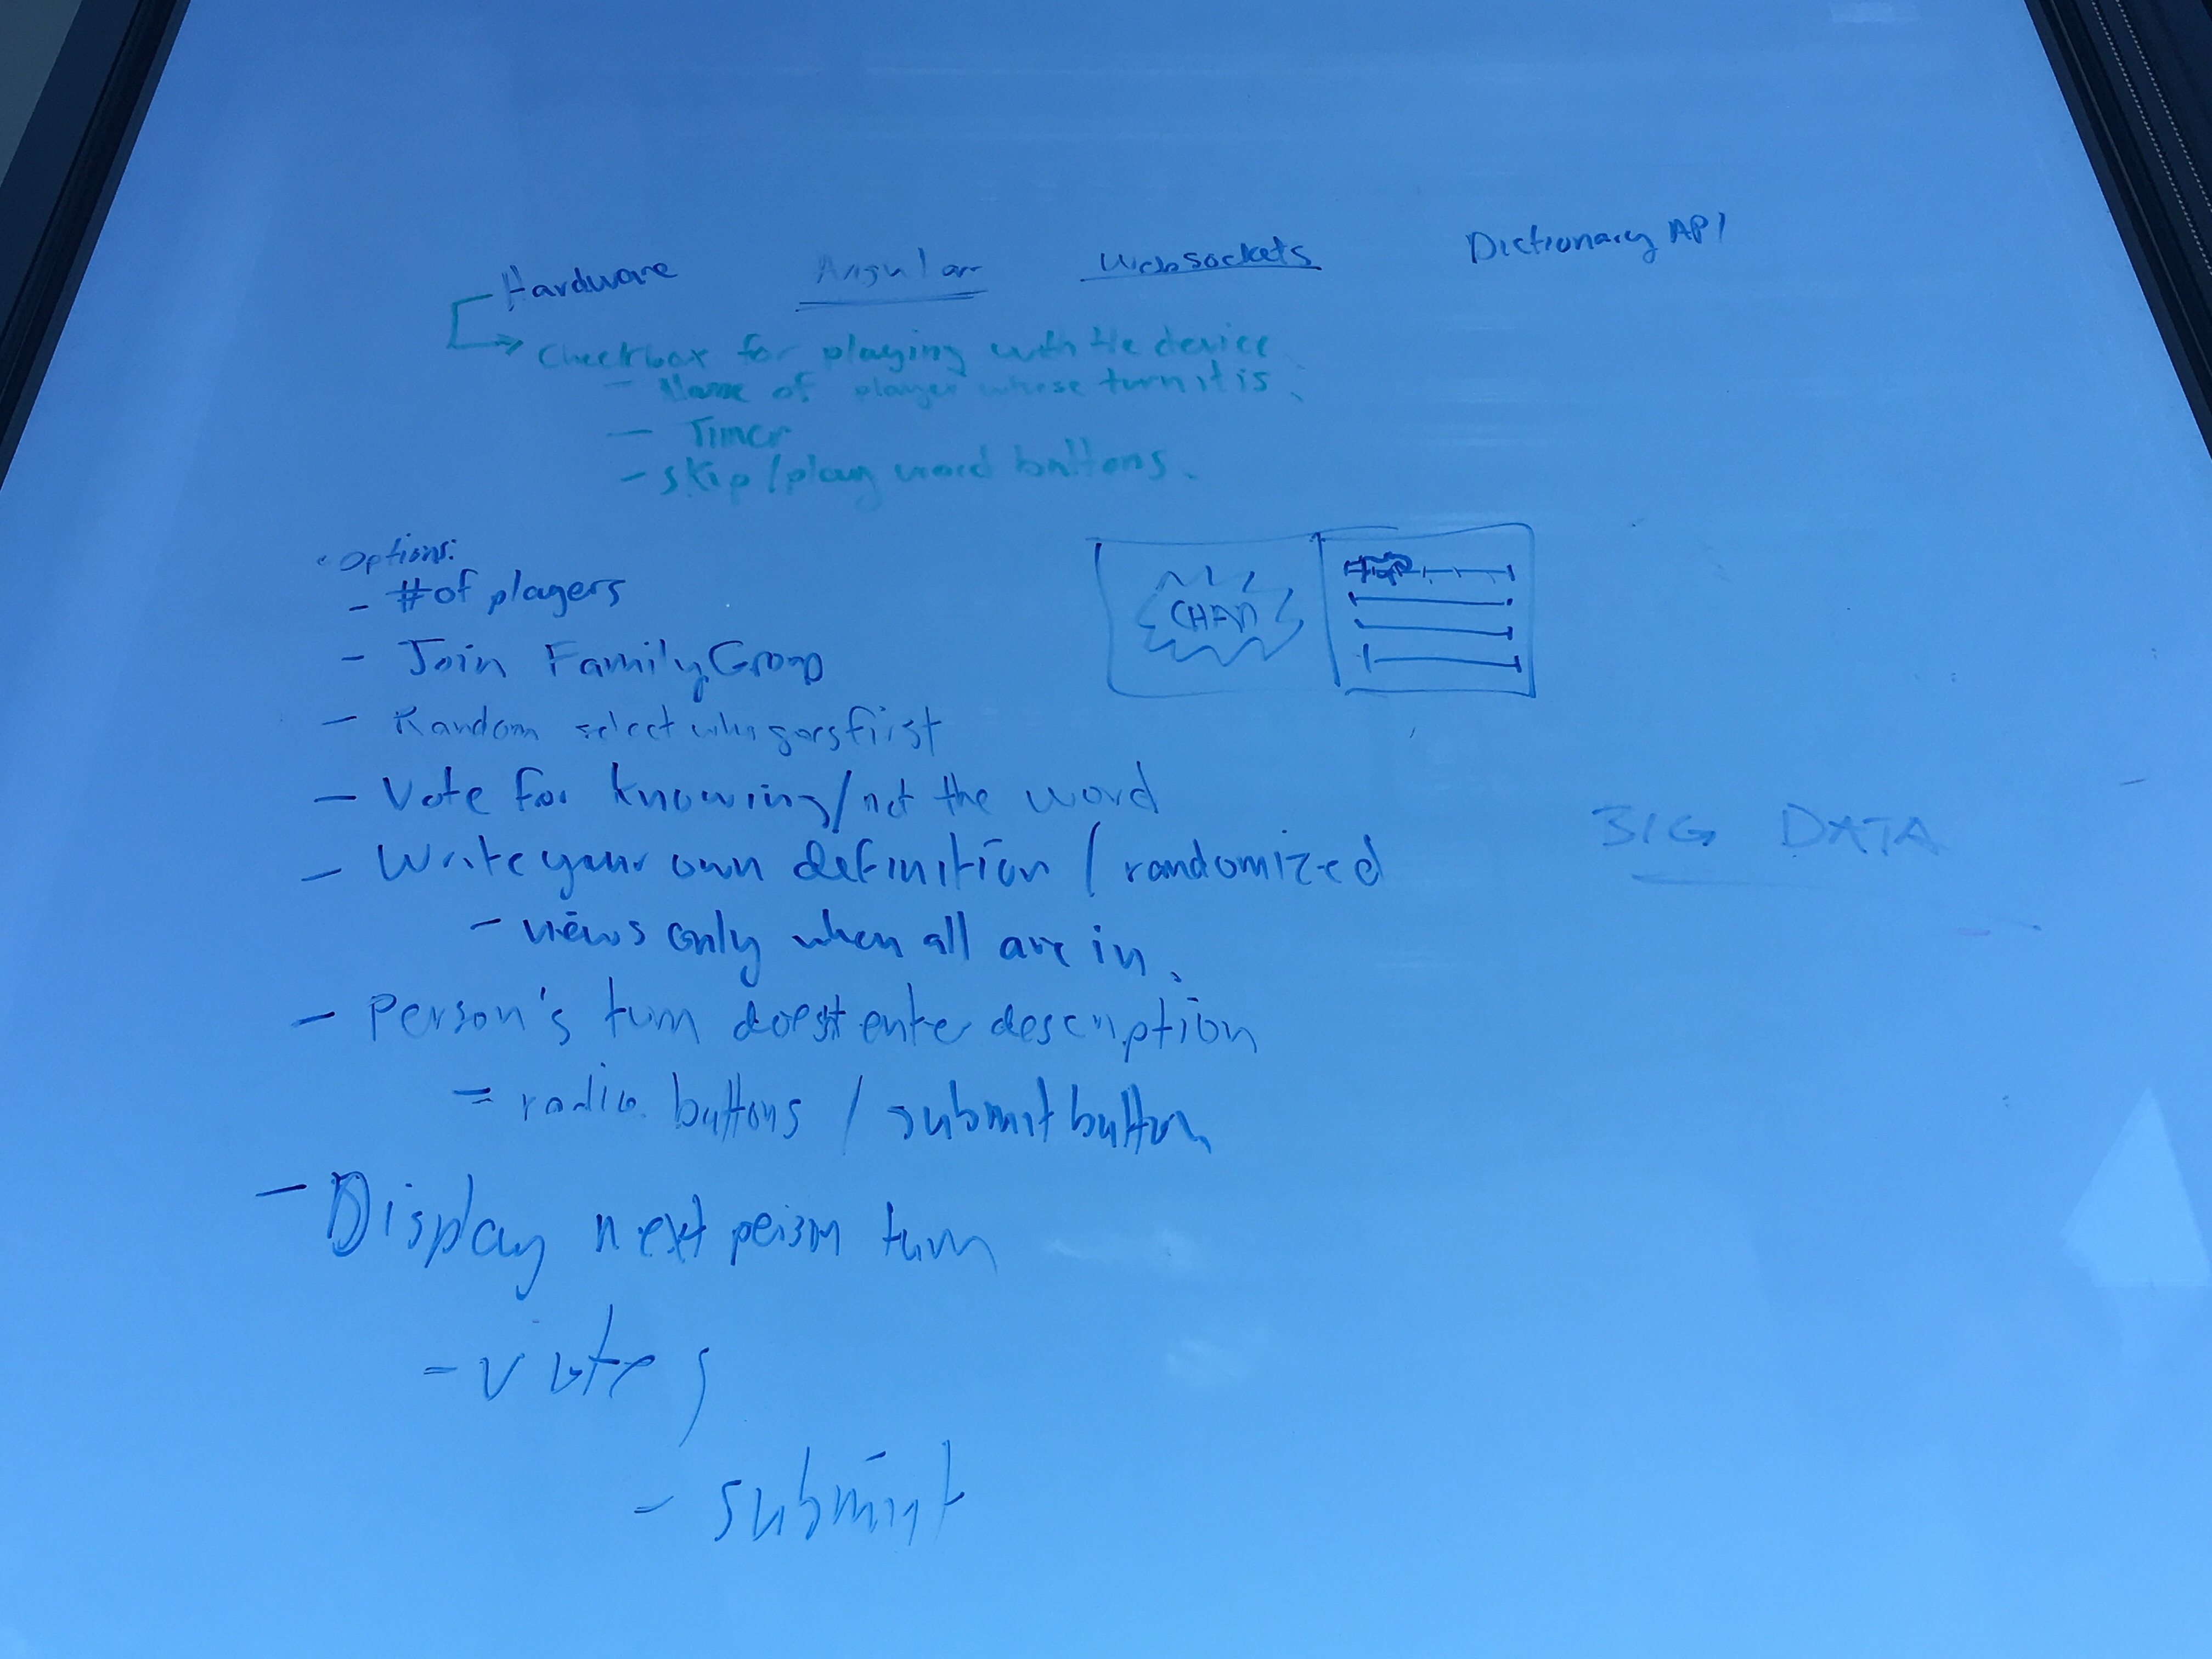 Hardware Angular Websockets Dictionary API
Checkbox for playing with the device
- Name of player whose turn it is.
- Timer
- skip/play word buttons.
• Options:
- # of players
- Join Family Group
CHAD
- Random select who goes first
- Vote for knowing/not the word
BIG DATA
- Write your own definition / randomized
- views only when all are in.
- Person's turn doesn't enter description
= radio buttons / submit button
- Display next person turn
= votes
- submint